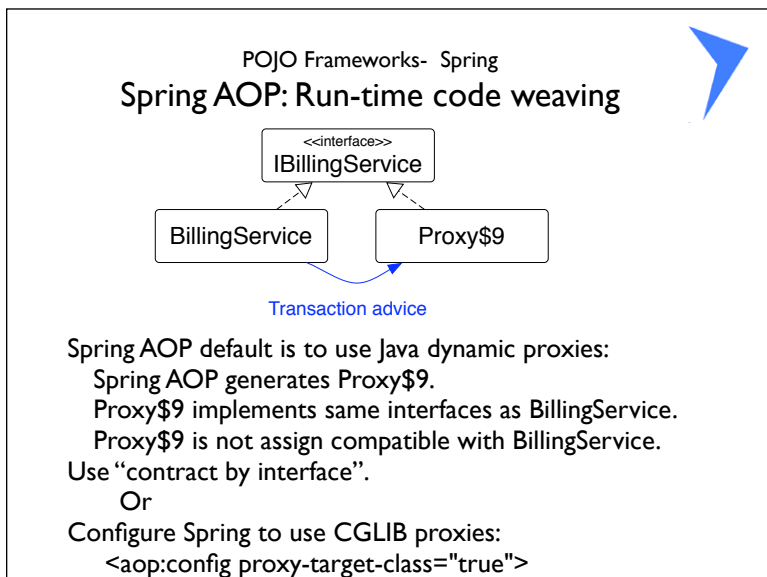 POJO Frameworks- Spring
Spring AOP: Run-time code weaving
<<interface>>
IBillingService
BillingService
Proxy$9
Transaction advice
Spring AOP default is to use Java dynamic proxies:
Spring AOP generates Proxy$9.
Proxy$9 implements same interfaces as BillingService.
Proxy$9 is not assign compatible with BillingService.
Use “contract by interface”.
Or
Configure Spring to use CGLIB proxies:
<aop:config proxy-target-class="true">